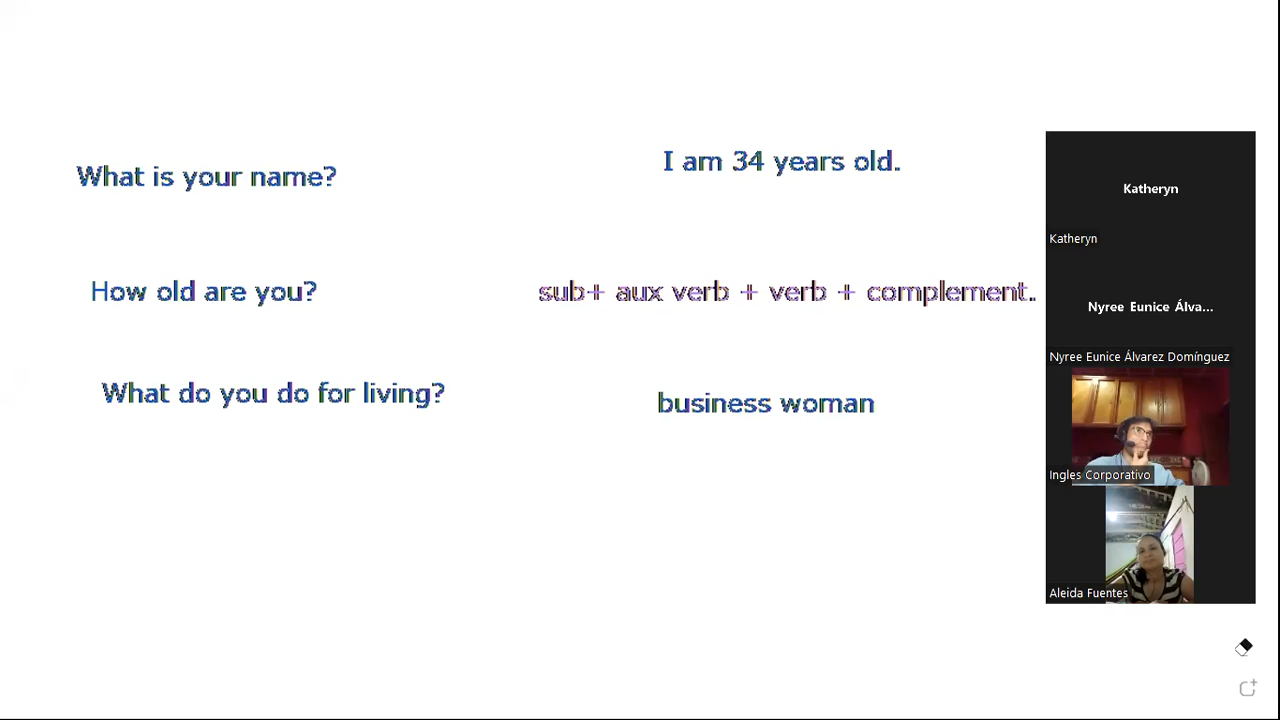 What is your name?
I am 34 years old.
How old are you?
sub+ aux verb + verb + complement.
What do you do for living?
business woman
Katheryn
Katheryn
Nyree Eunice Álva...
Nyree Eunice Álvarez Domínguez
Ingles Corporativo
Aleida Fuentes